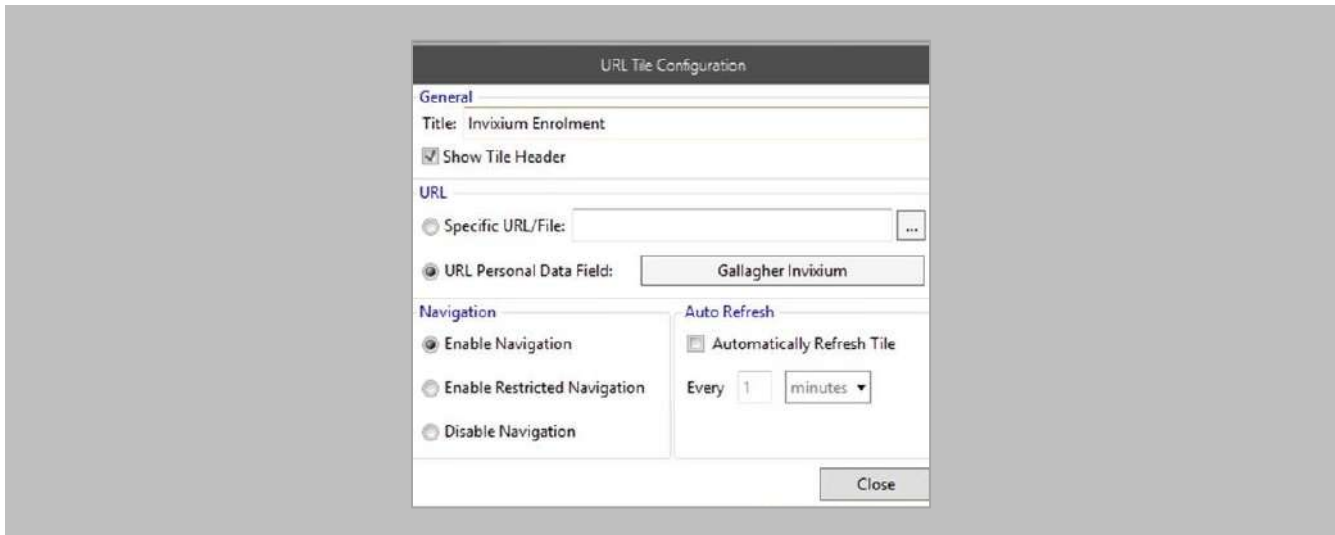 URL Tile Configuration
General
Title: Invixium Enrolment
Show Tile Header
URL
Specific URL/File: ...
URL Personal Data Field: Gallagher Invixium
Navigation
Enable Navigation
Enable Restricted Navigation
Disable Navigation
Auto Refresh
Automatically Refresh Tile
Every 1 minutes
Close